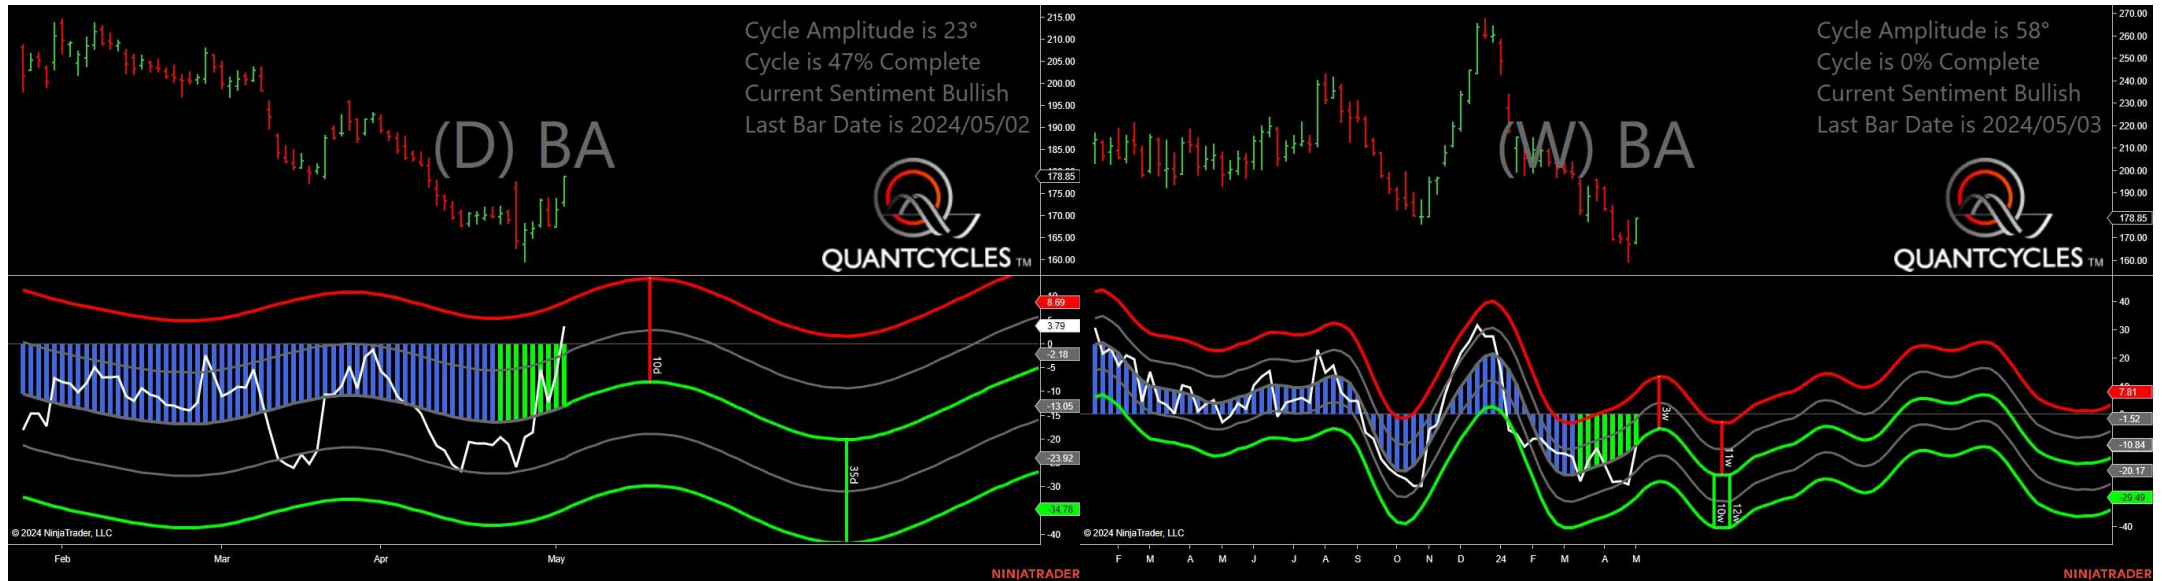 Cycle Amplitude is 23°
Cycle is 47% Complete
Current Sentiment Bullish
Last Bar Date is 2024/05/02
(D) BA
QUANTCYCLES TM
215.00
210.00
205.00
200.00
195.00
190.00
185.00
178.85
175.00
170.00
165.00
160.00
8.69
3.79
0
-2.18
-5
-10
-13.05
-15
-20
-23.92
-30
-34.78
-40
10d
35d
© 2024 NinjaTrader, LLC
Feb Mar Apr May
NINJATRADER
Cycle Amplitude is 58°
Cycle is 0% Complete
Current Sentiment Bullish
Last Bar Date is 2024/05/03
(W) BA
QUANTCYCLES TM
270.00
260.00
250.00
240.00
230.00
220.00
210.00
200.00
190.00
178.85
170.00
160.00
40
30
20
7.81
-1.52
-10.84
-20.17
-29.49
-40
3w
11w
10w
12w
© 2024 NinjaTrader, LLC
F M A M J J A S O N D 24 F M A M
NINJATRADER